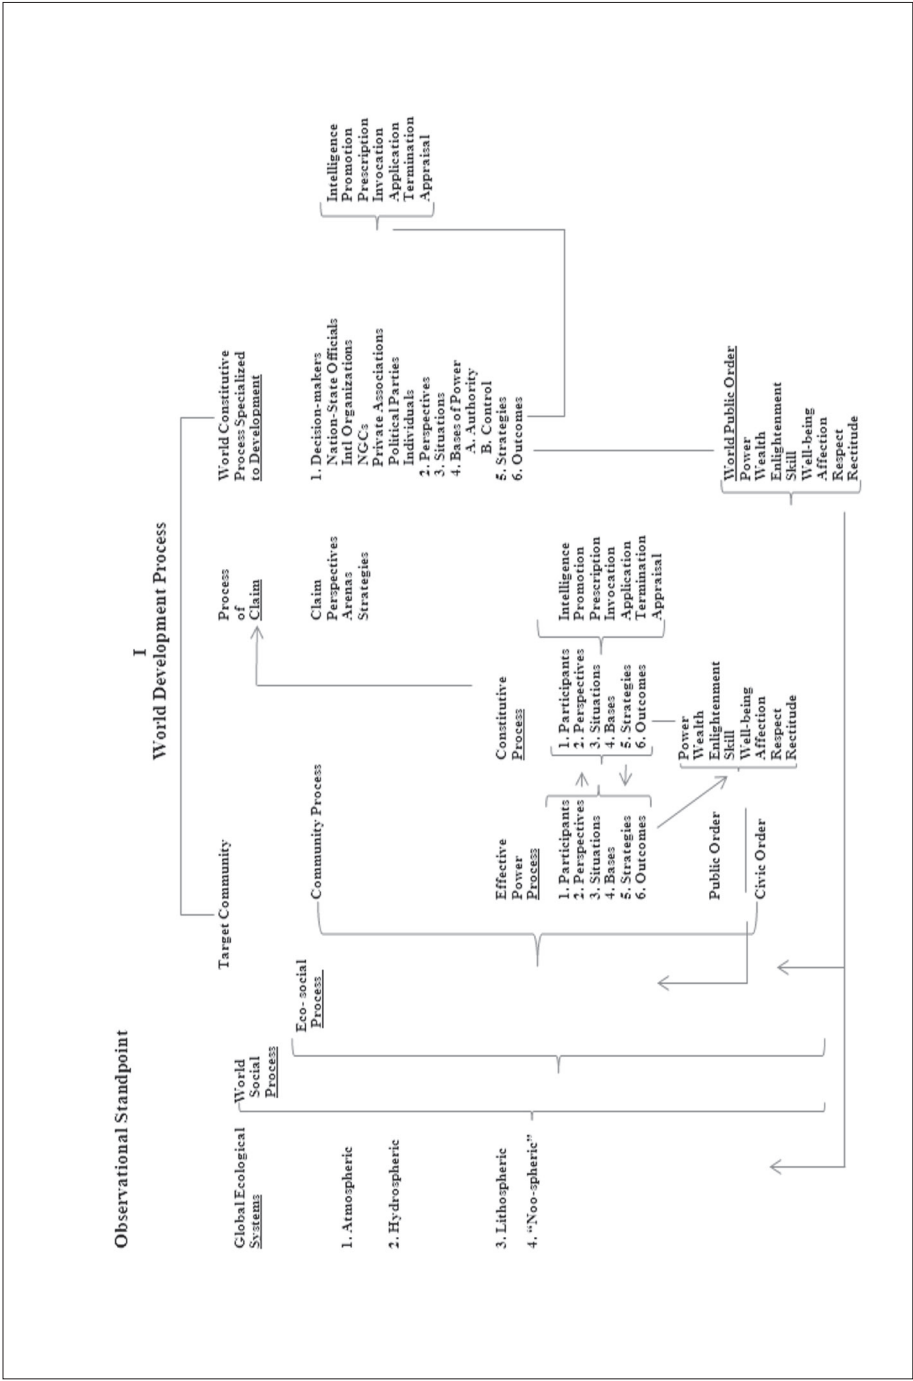 Observational Standpoint
I
World Development Process
Global Ecological
Systems
1. Atmospheric
2. Hydrospheric
3. Lithospheric
4. “Noo-spheric”
World
Social
Process
Eco- social
Process
Target Community
Community Process
Effective
Power
Process
1. Participants
2. Perspectives
3. Situations
4. Bases
5. Strategies
6. Outcomes
Public Order
Civic Order
Constitutive
Process
1. Participants
2. Perspectives
3. Situations
4. Bases
5. Strategies
6. Outcomes
Power
Wealth
Enlightenment
Skill
Well-being
Affection
Respect
Rectitude
Intelligence
Promotion
Prescription
Invocation
Application
Termination
Appraisal
Process
of
Claim
Claim
Perspectives
Arenas
Strategies
World Constitutive
Process Specialized
to Development
1. Decision-makers
Nation-State Officials
Intl Organizations
NGCs
Private Associations
Political Parties
Individuals
2. Perspectives
3. Situations
4. Bases of Power
A. Authority
B. Control
5. Strategies
6. Outcomes
Intelligence
Promotion
Prescription
Invocation
Application
Termination
Appraisal
World Public Order
Power
Wealth
Enlightenment
Skill
Well-being
Affection
Respect
Rectitude